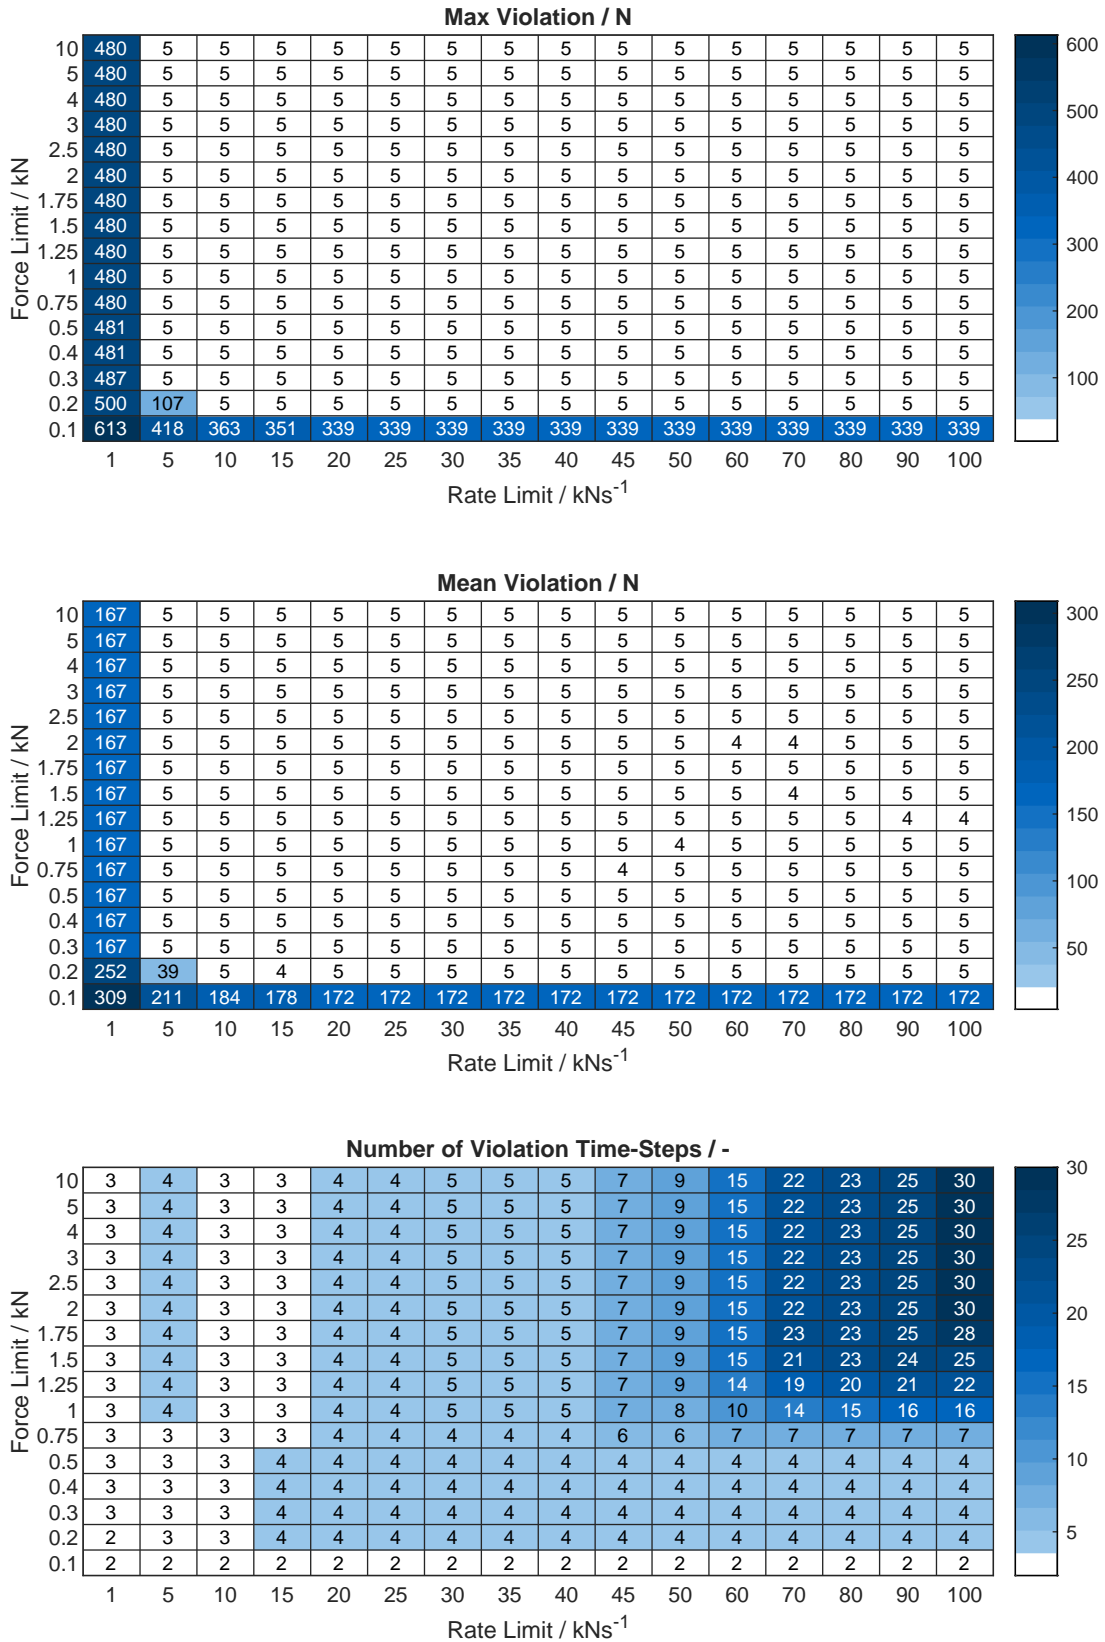 Max Violation / N
10 480 5 5 5 5 5 5 5 5 5 5 5 5 5 5 5
5 480 5 5 5 5 5 5 5 5 5 5 5 5 5 5 5
4 480 5 5 5 5 5 5 5 5 5 5 5 5 5 5 5
3 480 5 5 5 5 5 5 5 5 5 5 5 5 5 5 5
2.5 480 5 5 5 5 5 5 5 5 5 5 5 5 5 5 5
2 480 5 5 5 5 5 5 5 5 5 5 5 5 5 5 5
1.75 480 5 5 5 5 5 5 5 5 5 5 5 5 5 5 5
1.5 480 5 5 5 5 5 5 5 5 5 5 5 5 5 5 5
1.25 480 5 5 5 5 5 5 5 5 5 5 5 5 5 5 5
1 480 5 5 5 5 5 5 5 5 5 5 5 5 5 5 5
0.75 480 5 5 5 5 5 5 5 5 5 5 5 5 5 5 5
0.5 481 5 5 5 5 5 5 5 5 5 5 5 5 5 5 5
0.4 481 5 5 5 5 5 5 5 5 5 5 5 5 5 5 5
0.3 487 5 5 5 5 5 5 5 5 5 5 5 5 5 5 5
0.2 500 107 5 5 5 5 5 5 5 5 5 5 5 5 5 5
0.1 613 418 363 351 339 339 339 339 339 339 339 339 339 339 339 339
1 5 10 15 20 25 30 35 40 45 50 60 70 80 90 100
Rate Limit / kNs⁻¹
Force Limit / kN
600
500
400
300
200
100
Mean Violation / N
10 167 5 5 5 5 5 5 5 5 5 5 5 5 5 5 5
5 167 5 5 5 5 5 5 5 5 5 5 5 5 5 5 5
4 167 5 5 5 5 5 5 5 5 5 5 5 5 5 5 5
3 167 5 5 5 5 5 5 5 5 5 5 5 5 5 5 5
2.5 167 5 5 5 5 5 5 5 5 5 5 5 5 5 5 5
2 167 5 5 5 5 5 5 5 5 5 5 4 4 5 5 5
1.75 167 5 5 5 5 5 5 5 5 5 5 5 5 5 5 5
1.5 167 5 5 5 5 5 5 5 5 5 5 5 4 5 5 5
1.25 167 5 5 5 5 5 5 5 5 5 5 5 5 5 4 4
1 167 5 5 5 5 5 5 5 5 5 4 5 5 5 5 5
0.75 167 5 5 5 5 5 5 5 5 4 5 5 5 5 5 5
0.5 167 5 5 5 5 5 5 5 5 5 5 5 5 5 5 5
0.4 167 5 5 5 5 5 5 5 5 5 5 5 5 5 5 5
0.3 167 5 5 5 5 5 5 5 5 5 5 5 5 5 5 5
0.2 252 39 5 4 5 5 5 5 5 5 5 5 5 5 5 5
0.1 309 211 184 178 172 172 172 172 172 172 172 172 172 172 172 172
1 5 10 15 20 25 30 35 40 45 50 60 70 80 90 100
Rate Limit / kNs⁻¹
Force Limit / kN
300
250
200
150
100
50
Number of Violation Time-Steps / -
10 3 4 3 3 4 4 5 5 5 7 9 15 22 23 25 30
5 3 4 3 3 4 4 5 5 5 7 9 15 22 23 25 30
4 3 4 3 3 4 4 5 5 5 7 9 15 22 23 25 30
3 3 4 3 3 4 4 5 5 5 7 9 15 22 23 25 30
2.5 3 4 3 3 4 4 5 5 5 7 9 15 22 23 25 30
2 3 4 3 3 4 4 5 5 5 7 9 15 22 23 25 30
1.75 3 4 3 3 4 4 5 5 5 7 9 15 23 23 25 28
1.5 3 4 3 3 4 4 5 5 5 7 9 15 21 23 24 25
1.25 3 4 3 3 4 4 5 5 5 7 9 14 19 20 21 22
1 3 4 3 3 4 4 5 5 5 7 8 10 14 15 16 16
0.75 3 3 3 3 4 4 4 4 4 6 6 7 7 7 7 7
0.5 3 3 3 4 4 4 4 4 4 4 4 4 4 4 4 4
0.4 3 3 3 4 4 4 4 4 4 4 4 4 4 4 4 4
0.3 3 3 3 4 4 4 4 4 4 4 4 4 4 4 4 4
0.2 2 3 3 4 4 4 4 4 4 4 4 4 4 4 4 4
0.1 2 2 2 2 2 2 2 2 2 2 2 2 2 2 2 2
1 5 10 15 20 25 30 35 40 45 50 60 70 80 90 100
Rate Limit / kNs⁻¹
Force Limit / kN
30
25
20
15
10
5